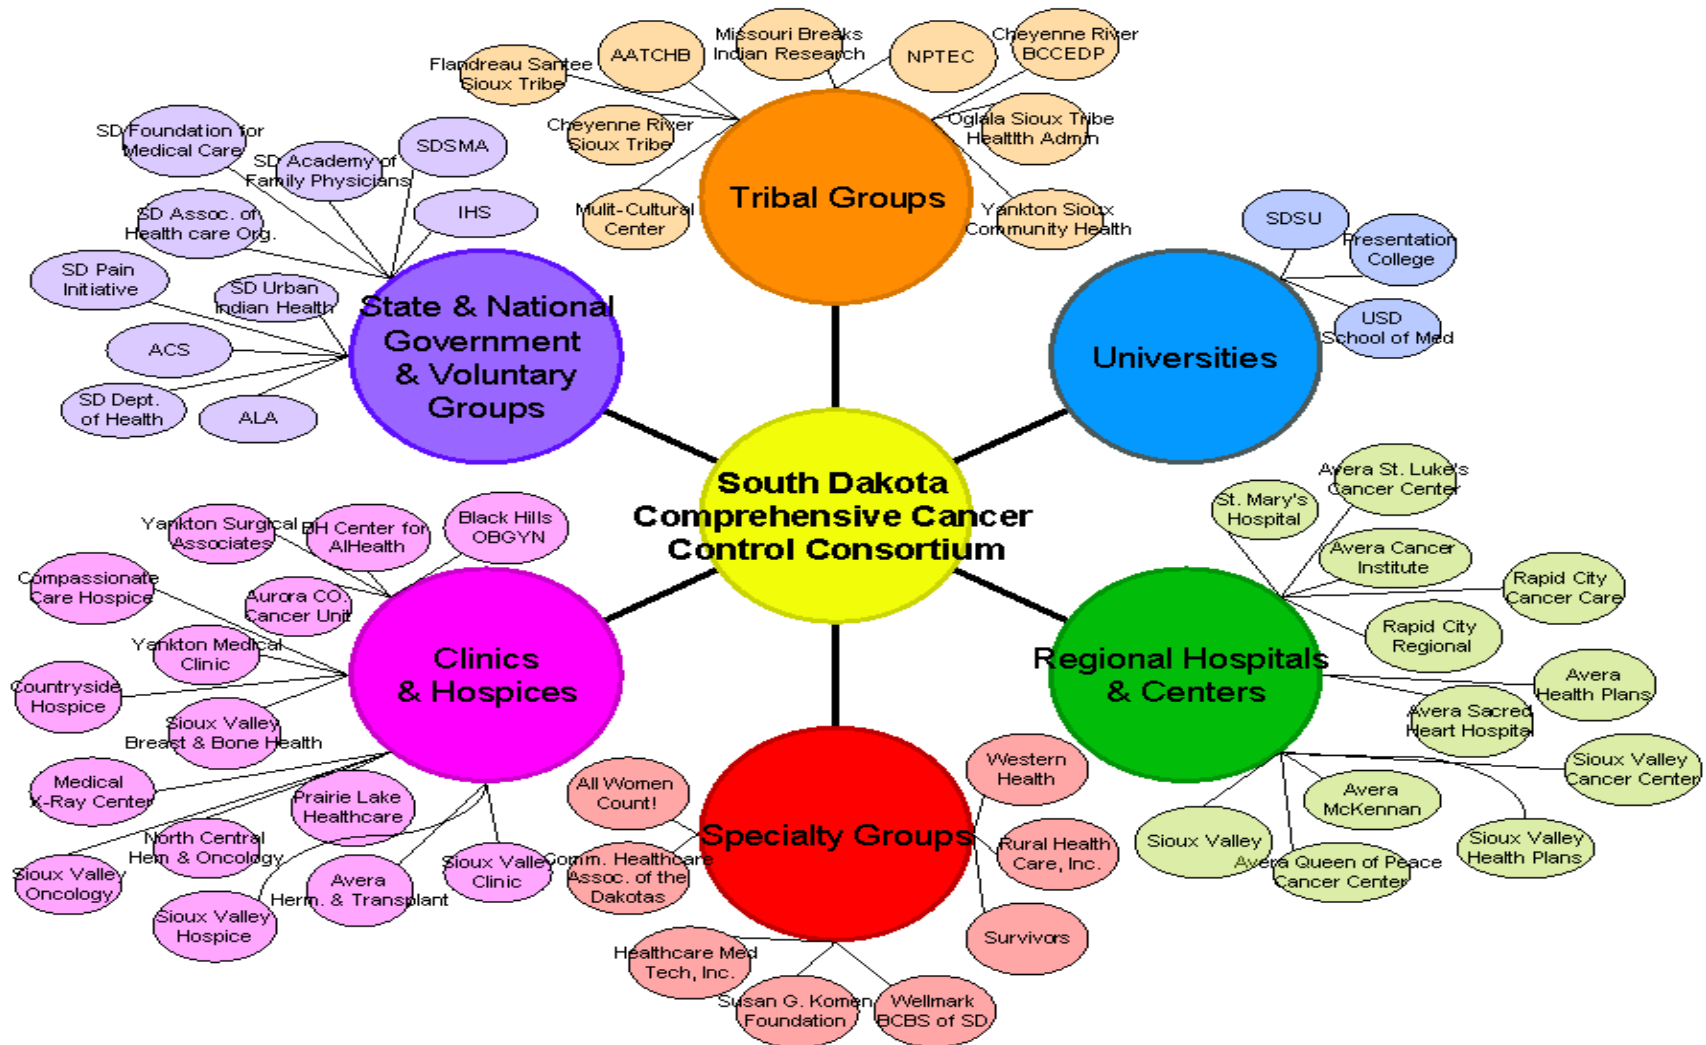 Missouri Breaks
Indian Research
Cheyenne River
BCCEDP
AATCHB
NPTEC
Flandreau Santee
Sioux Tribe
Cheyenne River
Sioux Tribe
Oglala Sioux Tribe
Healtlth Admin
Mulit-Cultural
Center
Yankton Sioux
Community Health
Tribal Groups
SD Foundation for
Medical Care
SD Academy of
Family Physicians
SDSMA
SD Assoc. of
Health care Org.
IHS
SD Pain
Initiative
SD Urban
Indian Health
ACS
SD Dept.
of Health
ALA
State & National
Government
& Voluntary
Groups
SDSU
Presentation
College
USD
School of Med
Universities
South Dakota
Comprehensive Cancer
Control Consortium
Yankton Surgical
Associates
BH Center for
AIHealth
Black Hills
OBGYN
Compassionate
Care Hospice
Aurora CO.
Cancer Unit
Yankton Medical
Clinic
Countryside
Hospice
Sioux Valley
Breast & Bone Health
Medical
X-Ray Center
Prairie Lake
Healthcare
North Central
Hem & Oncology
Sioux Valley
Oncology
Avera
Herm. & Transplant
Sioux Valley
Clinic
Sioux Valley
Hospice
Clinics
& Hospices
Avera St. Luke's
Cancer Center
St. Mary's
Hospital
Avera Cancer
Institute
Rapid City
Cancer Care
Rapid City
Regional
Avera
Health Plans
Avera Sacred
Heart Hospital
Sioux Valley
Cancer Center
Avera
McKennan
Sioux Valley
Sioux Valley
Health Plans
Avera Queen of Peace
Cancer Center
Regional Hospitals
& Centers
Western
Health
All Women
Count!
Rural Health
Care, Inc.
Comm. Healthcare
Assoc. of the
Dakotas
Survivors
Healthcare Med
Tech, Inc.
Susan G. Komen
Foundation
Wellmark
BCBS of SD
Specialty Groups